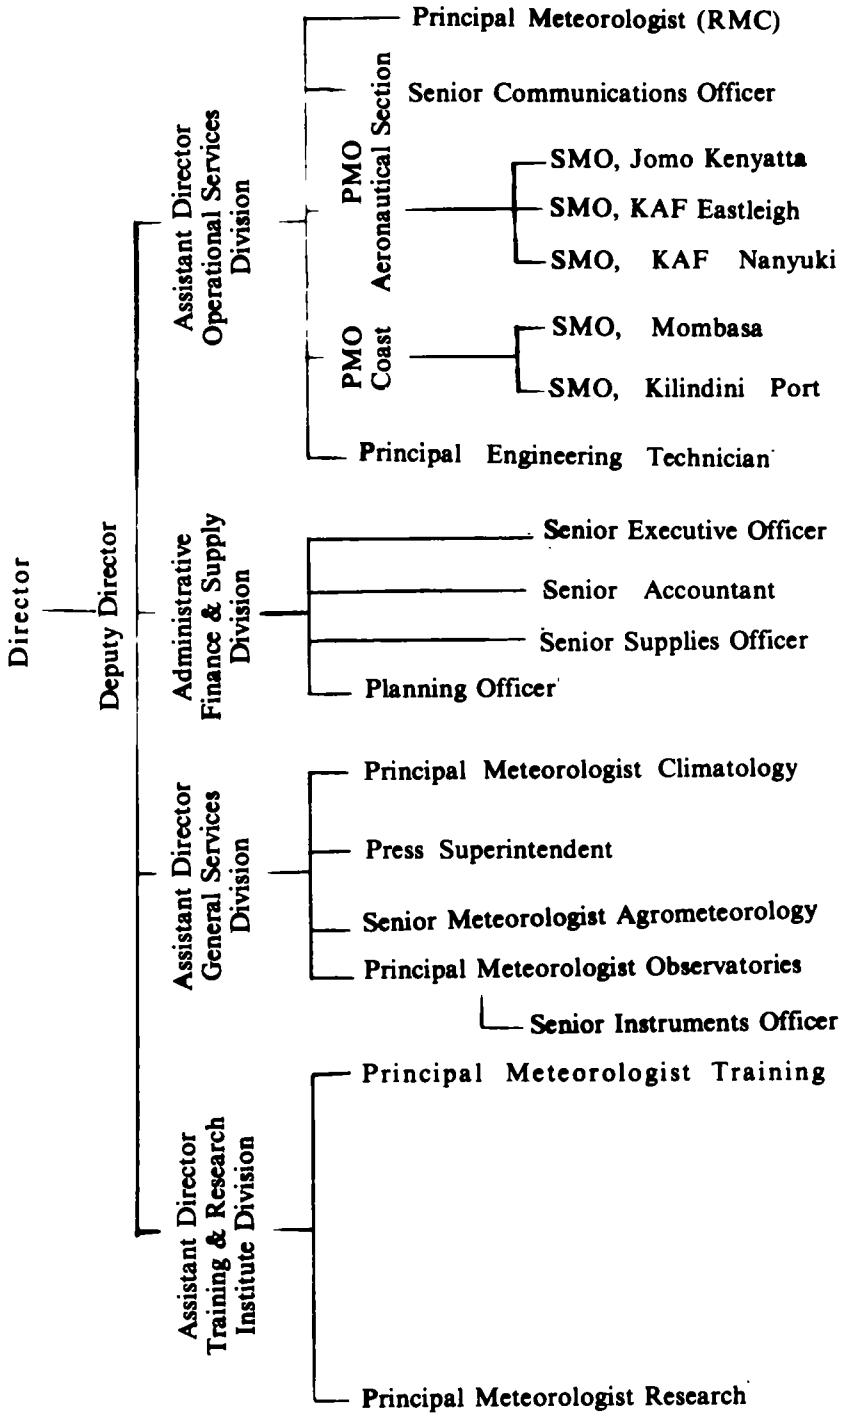 Director
Deputy Director
Assistant Director
Operational Services
Division
Principal Meteorologist (RMC)
Senior Communications Officer
PMO
Aeronautical Section
SMO, Jomo Kenyatta
SMO, KAF Eastleigh
SMO, KAF Nanyuki
PMO
Coast
SMO, Mombasa
SMO, Kilindini Port
Principal Engineering Technician
Administrative
Finance & Supply
Division
Senior Executive Officer
Senior Accountant
Senior Supplies Officer
Planning Officer
Assistant Director
General Services
Division
Principal Meteorologist Climatology
Press Superintendent
Senior Meteorologist Agrometeorology
Principal Meteorologist Observatories
Senior Instruments Officer
Assistant Director
Training & Research
Institute Division
Principal Meteorologist Training
Principal Meteorologist Research